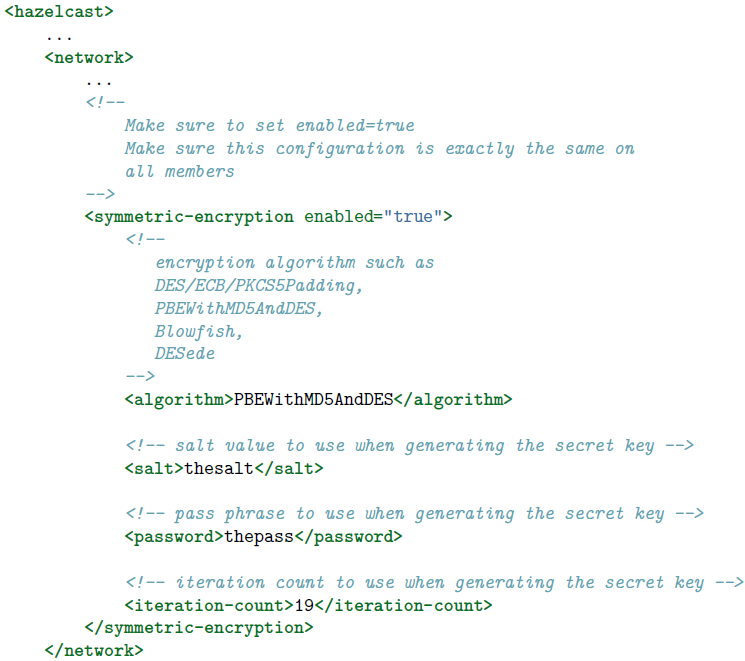 <hazelcast>
...
<network>
...
<!--
Make sure to set enabled=true
Make sure this configuration is exactly the same on
all members
-->
<symmetric-encryption enabled="true">
<!--
encryption algorithm such as
DES/ECB/PKCS5Padding,
PBEWithMD5AndDES,
Blowfish,
DESede
-->
<algorithm>PBEWithMD5AndDES</algorithm>
<!-- salt value to use when generating the secret key -->
<salt>thesalt</salt>
<!-- pass phrase to use when generating the secret key -->
<password>thepass</password>
<!-- iteration count to use when generating the secret key -->
<iteration-count>19</iteration-count>
</symmetric-encryption>
</network>